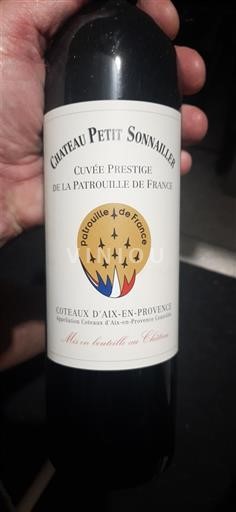 CHATEAU PETIT SONNAILLER
CUVÉE PRESTIGE
DE LA PATROUILLE DE FRANCE
Patrouille de France
VINIOU
COTEAUX D'AIX-EN-PROVENCE
Appellation Coteaux d'Aix-en-Provence Contrôlée
Mis en bouteille au Château